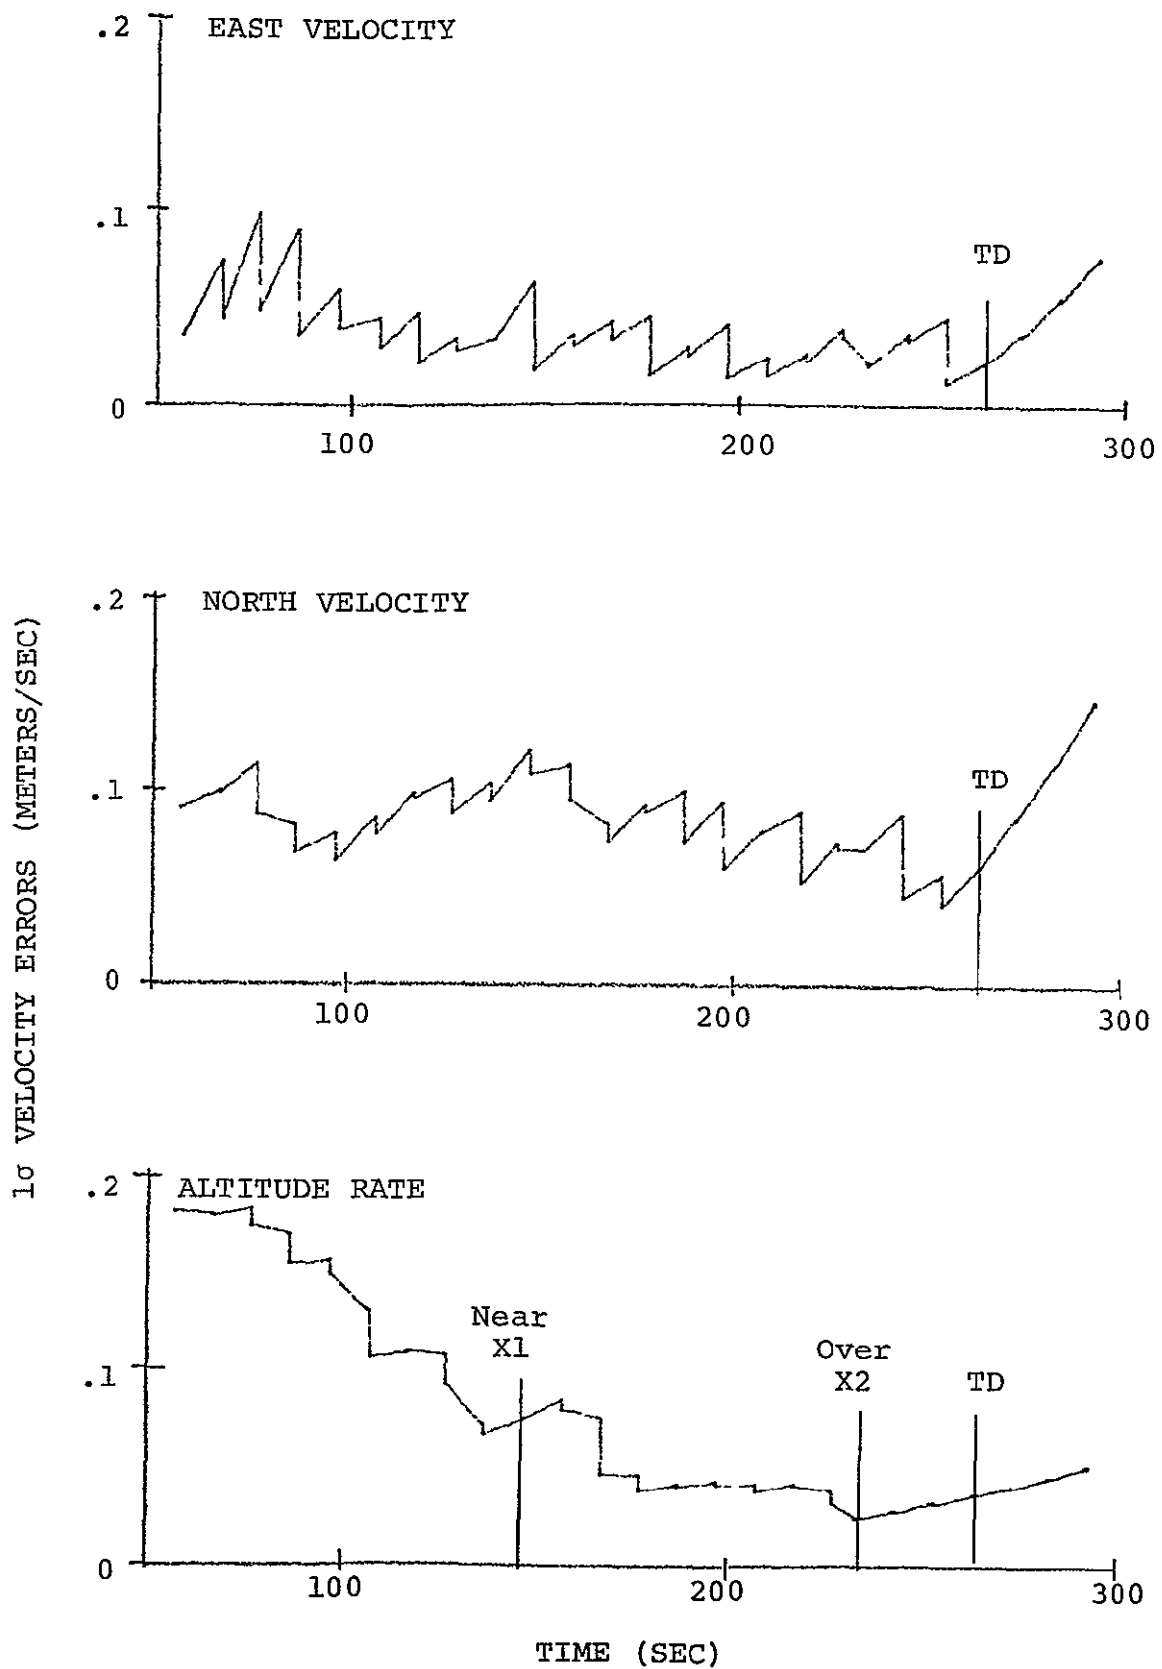 .2 EAST VELOCITY
.1
TD
0
100 200 300
1σ VELOCITY ERRORS (METERS/SEC)
.2 NORTH VELOCITY
.1
TD
0
100 200 300
.2 ALTITUDE RATE
Near
X1
Over
X2
.1
TD
0
100 200 300
TIME (SEC)